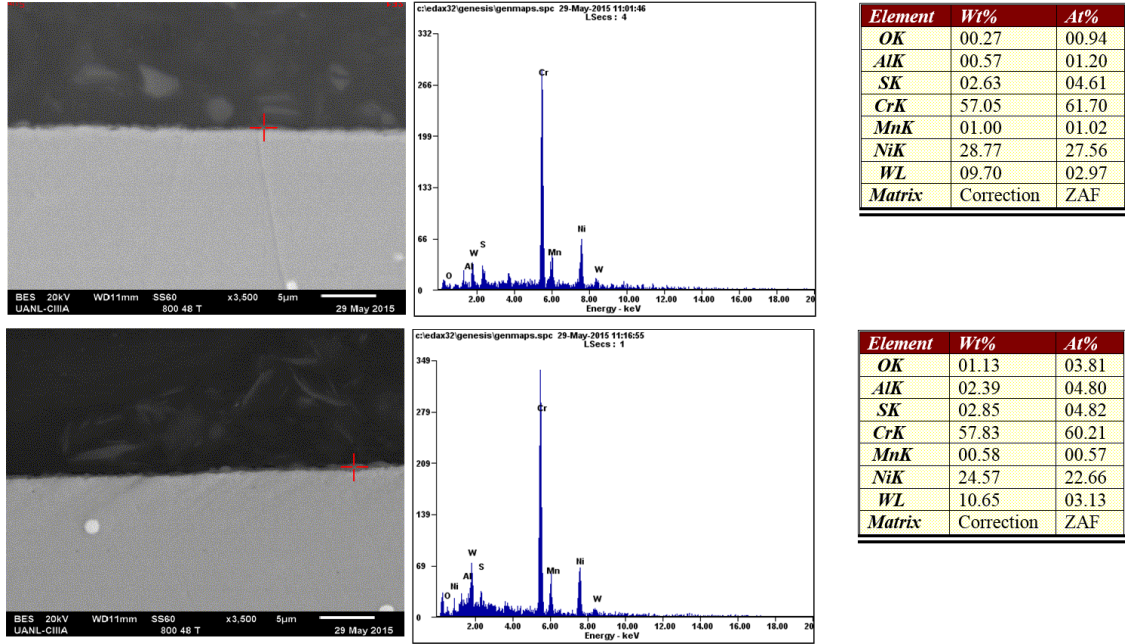 c:\edax32\genesis\genmaps.spc 29-May-2015 11:01:46
LSecs : 4
332
266
199
133
66
0
Cr
Ni
Mn
S
W
Al
O
W
2.00 4.00 6.00 8.00 10.00 12.00 14.00 16.00 18.00 20
Energy - keV
BES 20kV WD11mm SS60 x3,500 5µm
UANL-CIIIA 800 48 T 29 May 2015
Element Wt% At%
OK 00.27 00.94
AlK 00.57 01.20
SK 02.63 04.61
CrK 57.05 61.70
MnK 01.00 01.02
NiK 28.77 27.56
WL 09.70 02.97
Matrix Correction ZAF
c:\edax32\genesis\genmaps.spc 29-May-2015 11:16:55
LSecs : 1
349
279
209
139
69
0
Cr
Ni
Mn
W
S
Al
Ni
O
W
2.00 4.00 6.00 8.00 10.00 12.00 14.00 16.00 18.00 20
Energy - keV
BES 20kV WD11mm SS60 x3,500 5µm
UANL-CIIIA 800 48 T 29 May 2015
Element Wt% At%
OK 01.13 03.81
AlK 02.39 04.80
SK 02.85 04.82
CrK 57.83 60.21
MnK 00.58 00.57
NiK 24.57 22.66
WL 10.65 03.13
Matrix Correction ZAF